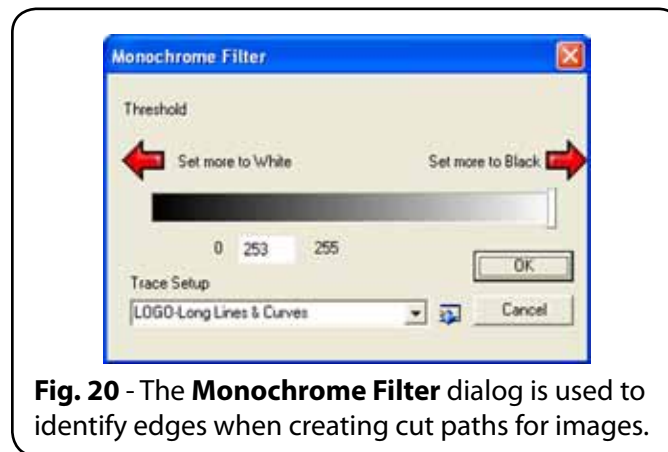 Monochrome Filter
Threshold
Set more to White Set more to Black
0 253 255
OK
Trace Setup
LOGO-Long Lines & Curves Cancel
Fig. 20 - The Monochrome Filter dialog is used to
identify edges when creating cut paths for images.